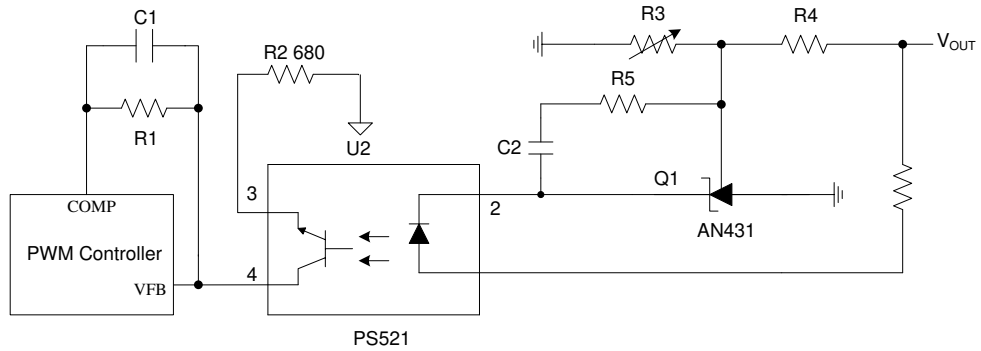 C1
R3
R4
VOUT
R2 680
R5
R1
U2
C2
3
2
Q1
COMP
AN431
PWM Controller
4
VFB
PS521